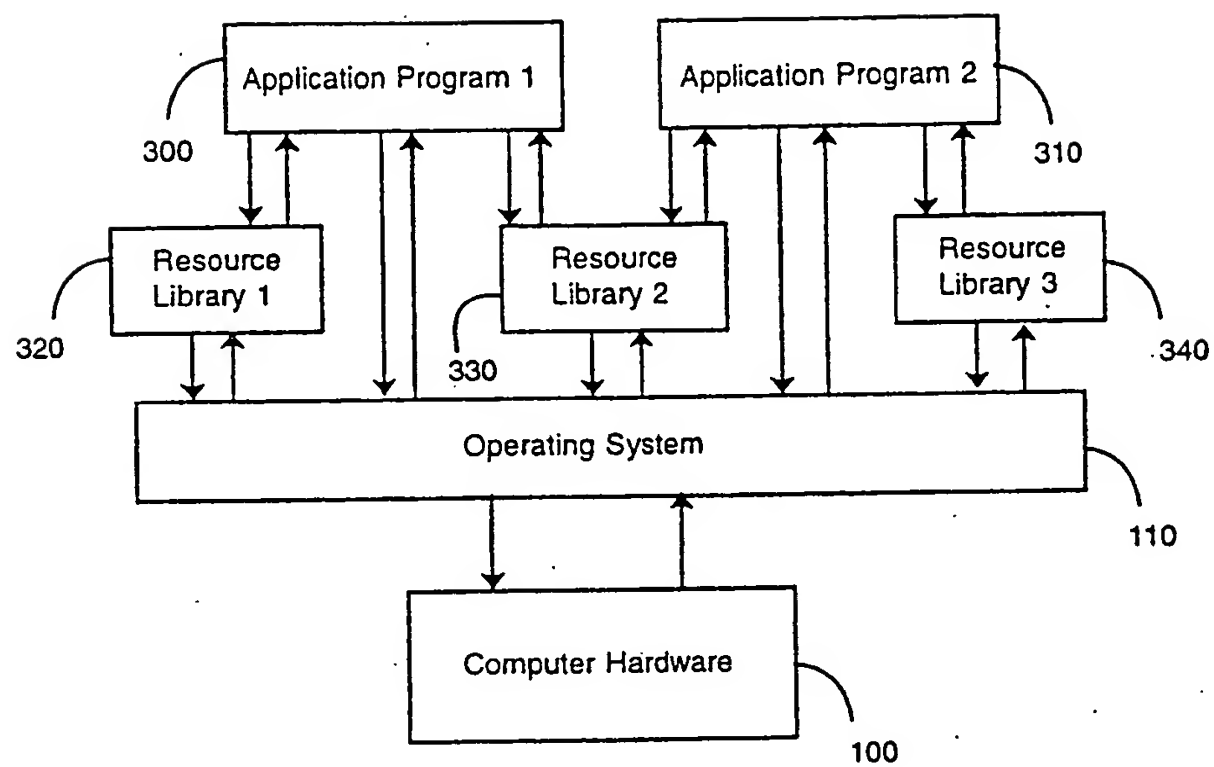 Application Program 1
Application Program 2
300
310
Resource
Library 1
Resource
Library 2
Resource
Library 3
320
330
340
Operating System
110
Computer Hardware
100